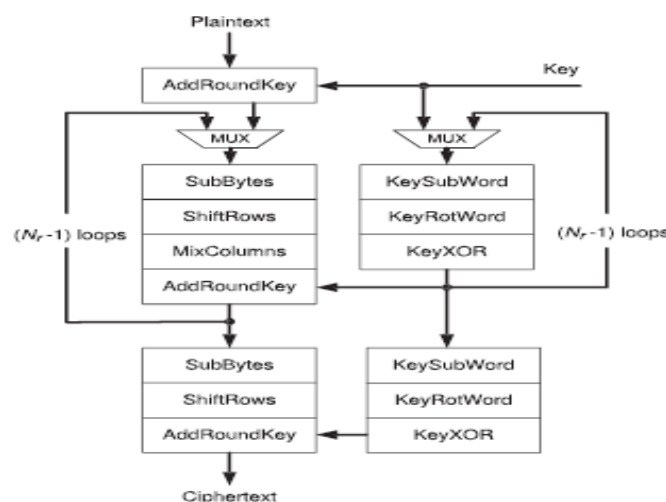 Plaintext
AddRoundKey
Key
MUX
MUX
SubBytes
KeySubWord
ShiftRows
KeyRotWord
(Nr -1) loops
(Nr -1) loops
MixColumns
KeyXOR
AddRoundKey
SubBytes
KeySubWord
ShiftRows
KeyRotWord
AddRoundKey
KeyXOR
Ciphertext